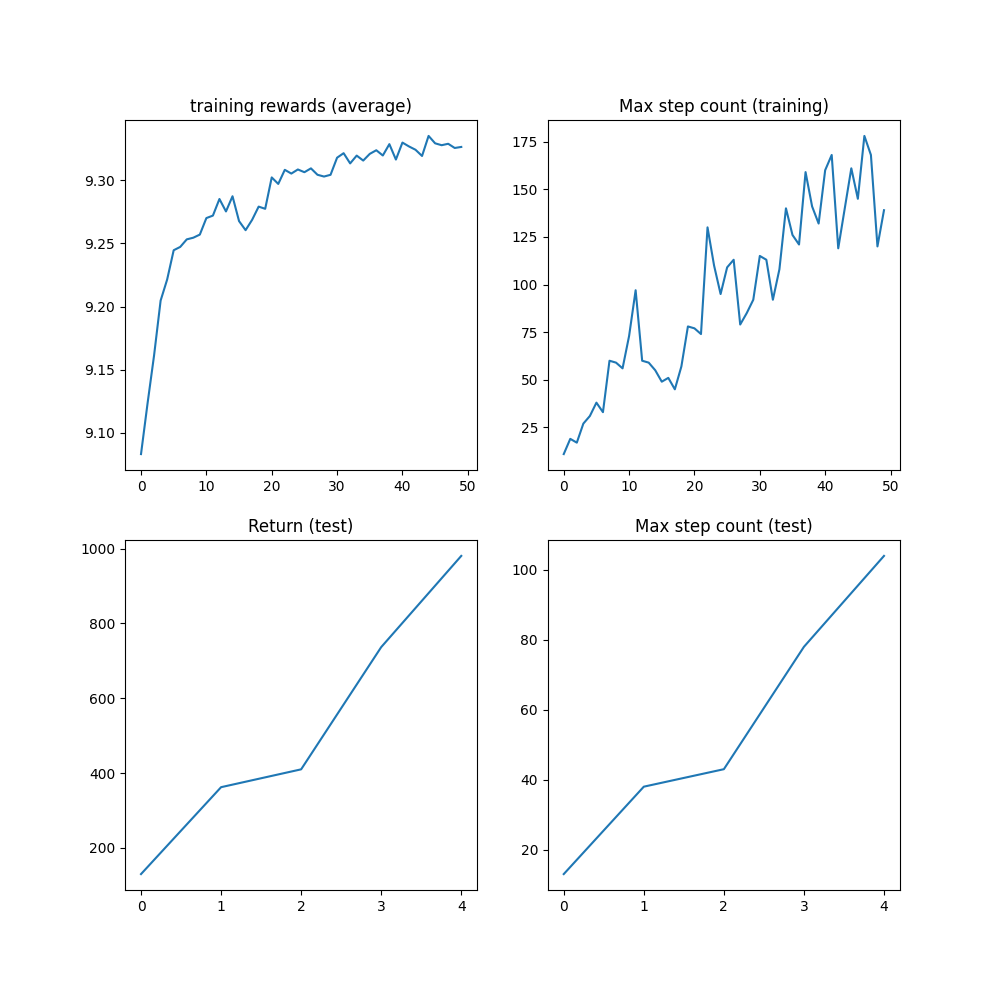 training rewards (average)
9.30
9.25
9.20
9.15
9.10
0 10 20 30 40 50
Max step count (training)
175
150
125
100
75
50
25
0 10 20 30 40 50
Return (test)
1000
800
600
400
200
0 1 2 3 4
Max step count (test)
100
80
60
40
20
0 1 2 3 4